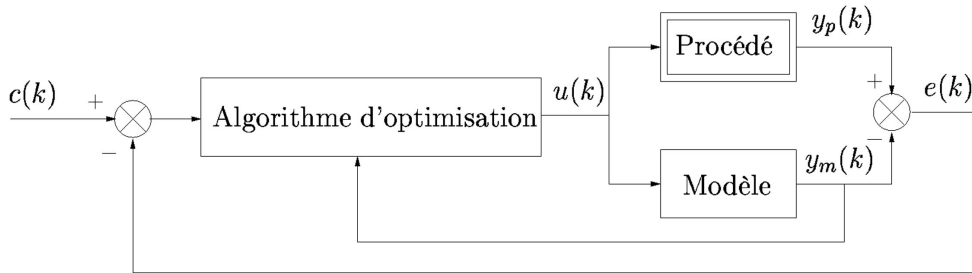 c(k)
+
−
Algorithme d'optimisation
u(k)
Procédé
y_p(k)
+
e(k)
−
Modèle
y_m(k)